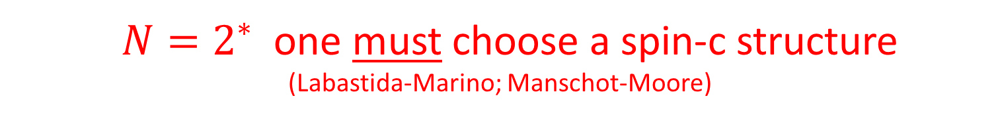 N = 2* one must choose a spin-c structure
(Labastida-Marino; Manschot-Moore)